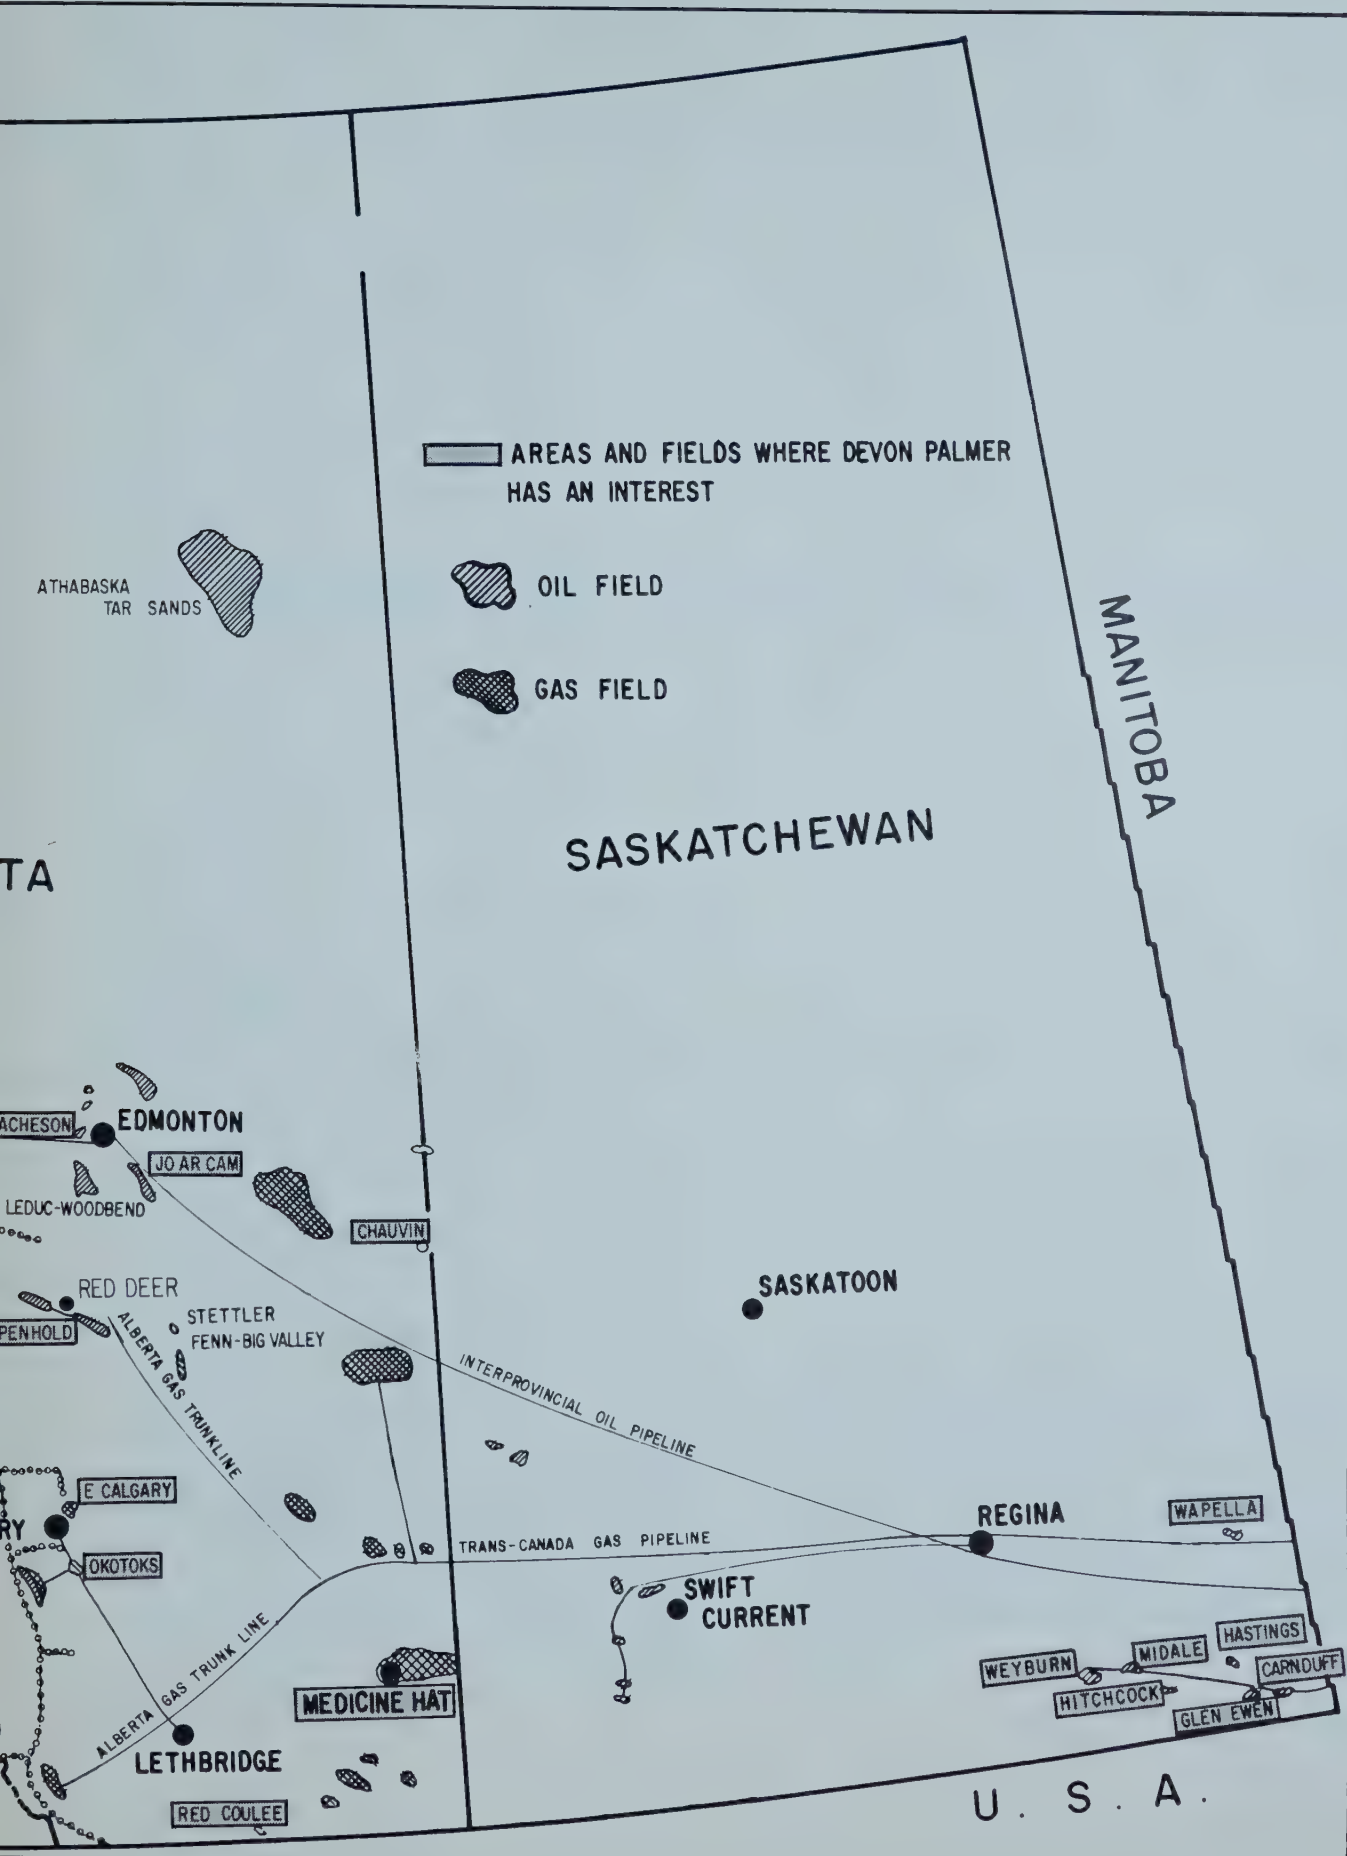 AREAS AND FIELDS WHERE DEVON PALMER
HAS AN INTEREST
OIL FIELD
GAS FIELD
ATHABASKA
TAR SANDS
MANITOBA
SASKATCHEWAN
TA
ACHESON
EDMONTON
JO AR CAM
LEDUC-WOODBEND
CHAUVIN
RED DEER
PENHOLD
STETTLER
FENN-BIG VALLEY
ALBERTA GAS TRUNKLINE
SASKATOON
INTERPROVINCIAL OIL PIPELINE
E CALGARY
RY
OKOTOKS
TRANS-CANADA GAS PIPELINE
REGINA
WAPELLA
SWIFT
CURRENT
ALBERTA GAS TRUNK LINE
MEDICINE HAT
WEYBURN
MIDALE
HASTINGS
HITCHCOCK
CARNDUFF
GLEN EWEN
LETHBRIDGE
RED COULEE
U. S. A.